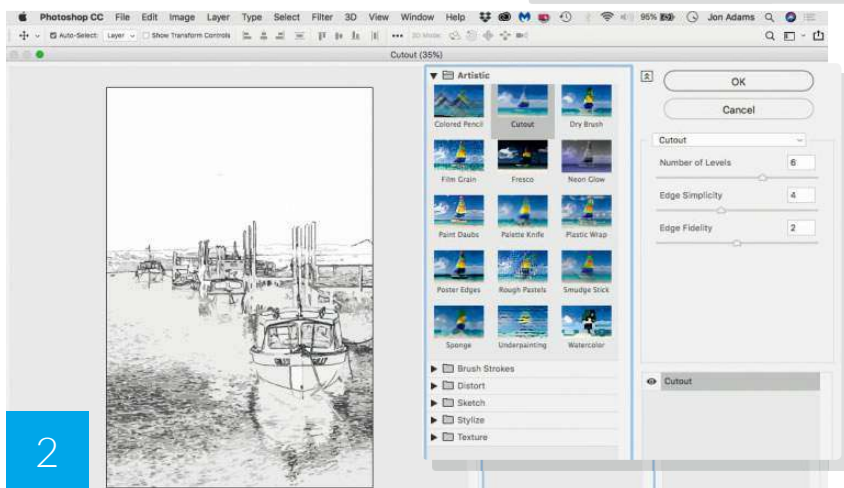 Photoshop CC File Edit Image Layer Type Select Filter 3D View Window Help 95% Jon Adams
Auto-Select: Layer Show Transform Controls 3D Mode:
Cutout (35%)
Artistic
Colored Pencil Cutout Dry Brush
Film Grain Fresco Neon Glow
Paint Daubs Palette Knife Plastic Wrap
Poster Edges Rough Pastels Smudge Stick
Sponge Underpainting Watercolor
Brush Strokes
Distort
Sketch
Stylize
Texture
OK
Cancel
Cutout
Number of Levels 6
Edge Simplicity 4
Edge Fidelity 2
Cutout
2